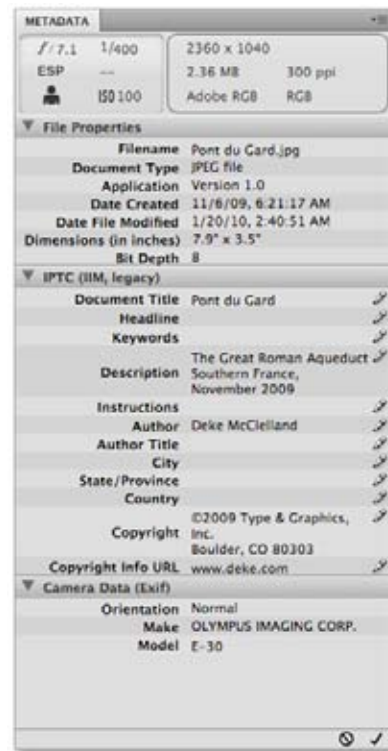 METADATA
f/7.1 1/400
ESP --
ISO 100
2360 x 1040
2.36 MB 300 ppi
Adobe RGB RGB
File Properties
Filename Pont du Gard.jpg
Document Type JPEG file
Application Version 1.0
Date Created 11/6/09, 6:21:17 AM
Date File Modified 1/20/10, 2:40:51 AM
Dimensions (in inches) 7.9" x 3.5"
Bit Depth 8
IPTC (IIM, legacy)
Document Title Pont du Gard
Headline
Keywords
Description The Great Roman Aqueduct
Southern France,
November 2009
Instructions
Author Deke McClelland
Author Title
City
State/Province
Country
Copyright ©2009 Type & Graphics,
Inc.
Boulder, CO 80303
Copyright Info URL www.deke.com
Camera Data (Exif)
Orientation Normal
Make OLYMPUS IMAGING CORP.
Model E-30